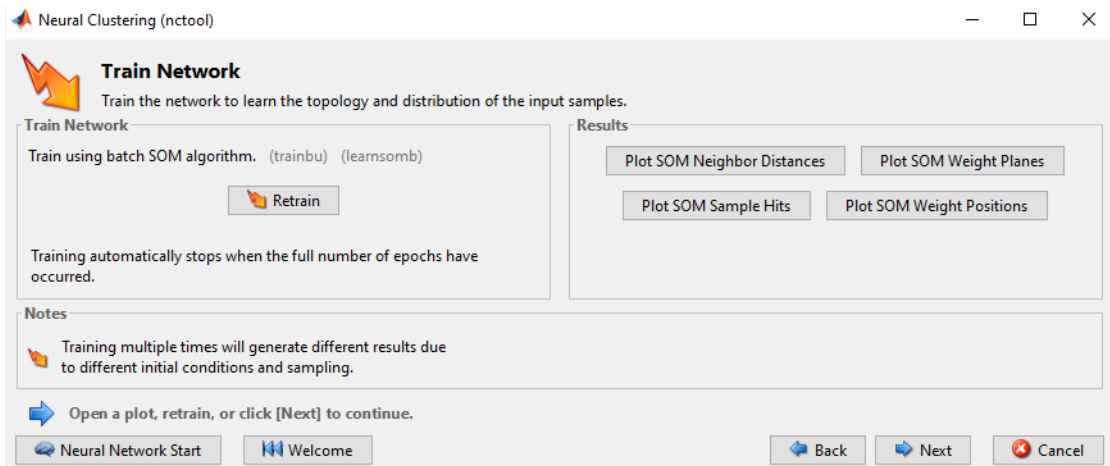 Neural Clustering (nctool)
Train Network
Train the network to learn the topology and distribution of the input samples.
Train Network
Train using batch SOM algorithm. (trainbu) (learnsomb)
Retrain
Training automatically stops when the full number of epochs have
occurred.
Results
Plot SOM Neighbor Distances Plot SOM Weight Planes
Plot SOM Sample Hits Plot SOM Weight Positions
Notes
Training multiple times will generate different results due
to different initial conditions and sampling.
Open a plot, retrain, or click [Next] to continue.
Neural Network Start Welcome Back Next Cancel